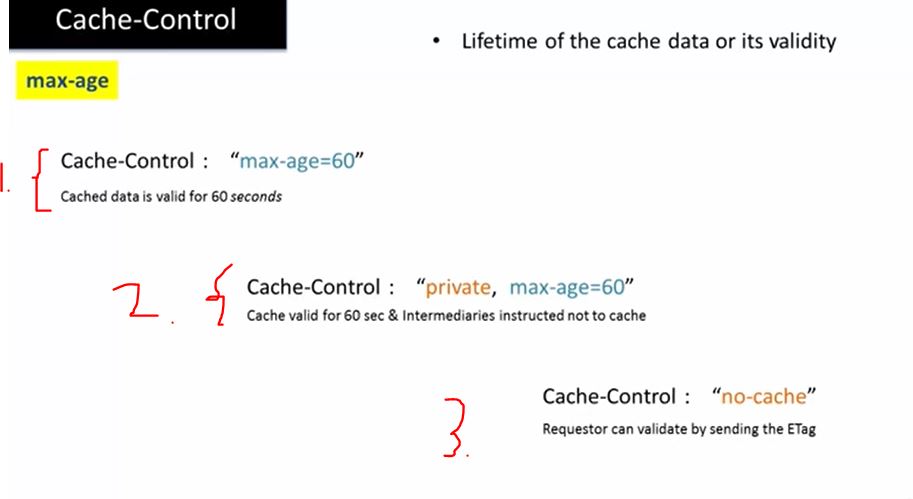 Cache-Control
• Lifetime of the cache data or its validity
max-age
1. { Cache-Control : “max-age=60”
Cached data is valid for 60 seconds
2. { Cache-Control : “private, max-age=60”
Cache valid for 60 sec & Intermediaries instructed not to cache
3. Cache-Control : “no-cache”
Requestor can validate by sending the ETag